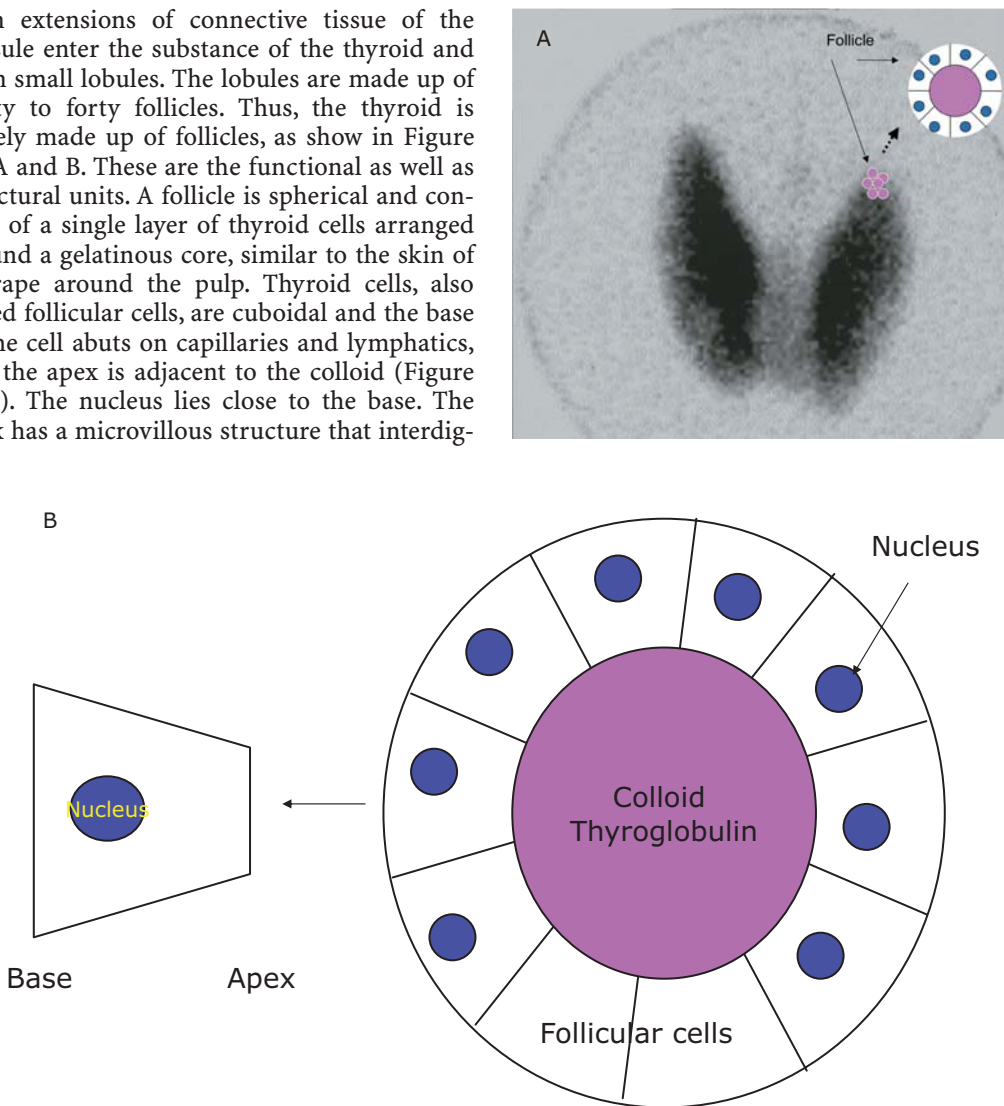 n extensions of connective tissue of the
sule enter the substance of the thyroid and
n small lobules. The lobules are made up of
ty to forty follicles. Thus, the thyroid is
ely made up of follicles, as show in Figure
A and B. These are the functional as well as
ctural units. A follicle is spherical and con-
of a single layer of thyroid cells arranged
und a gelatinous core, similar to the skin of
rape around the pulp. Thyroid cells, also
ed follicular cells, are cuboidal and the base
he cell abuts on capillaries and lymphatics,
the apex is adjacent to the colloid (Figure
). The nucleus lies close to the base. The
k has a microvillous structure that interdig-
A
Follicle
B
Nucleus
Nucleus
Colloid
Thyroglobulin
Base
Apex
Follicular cells